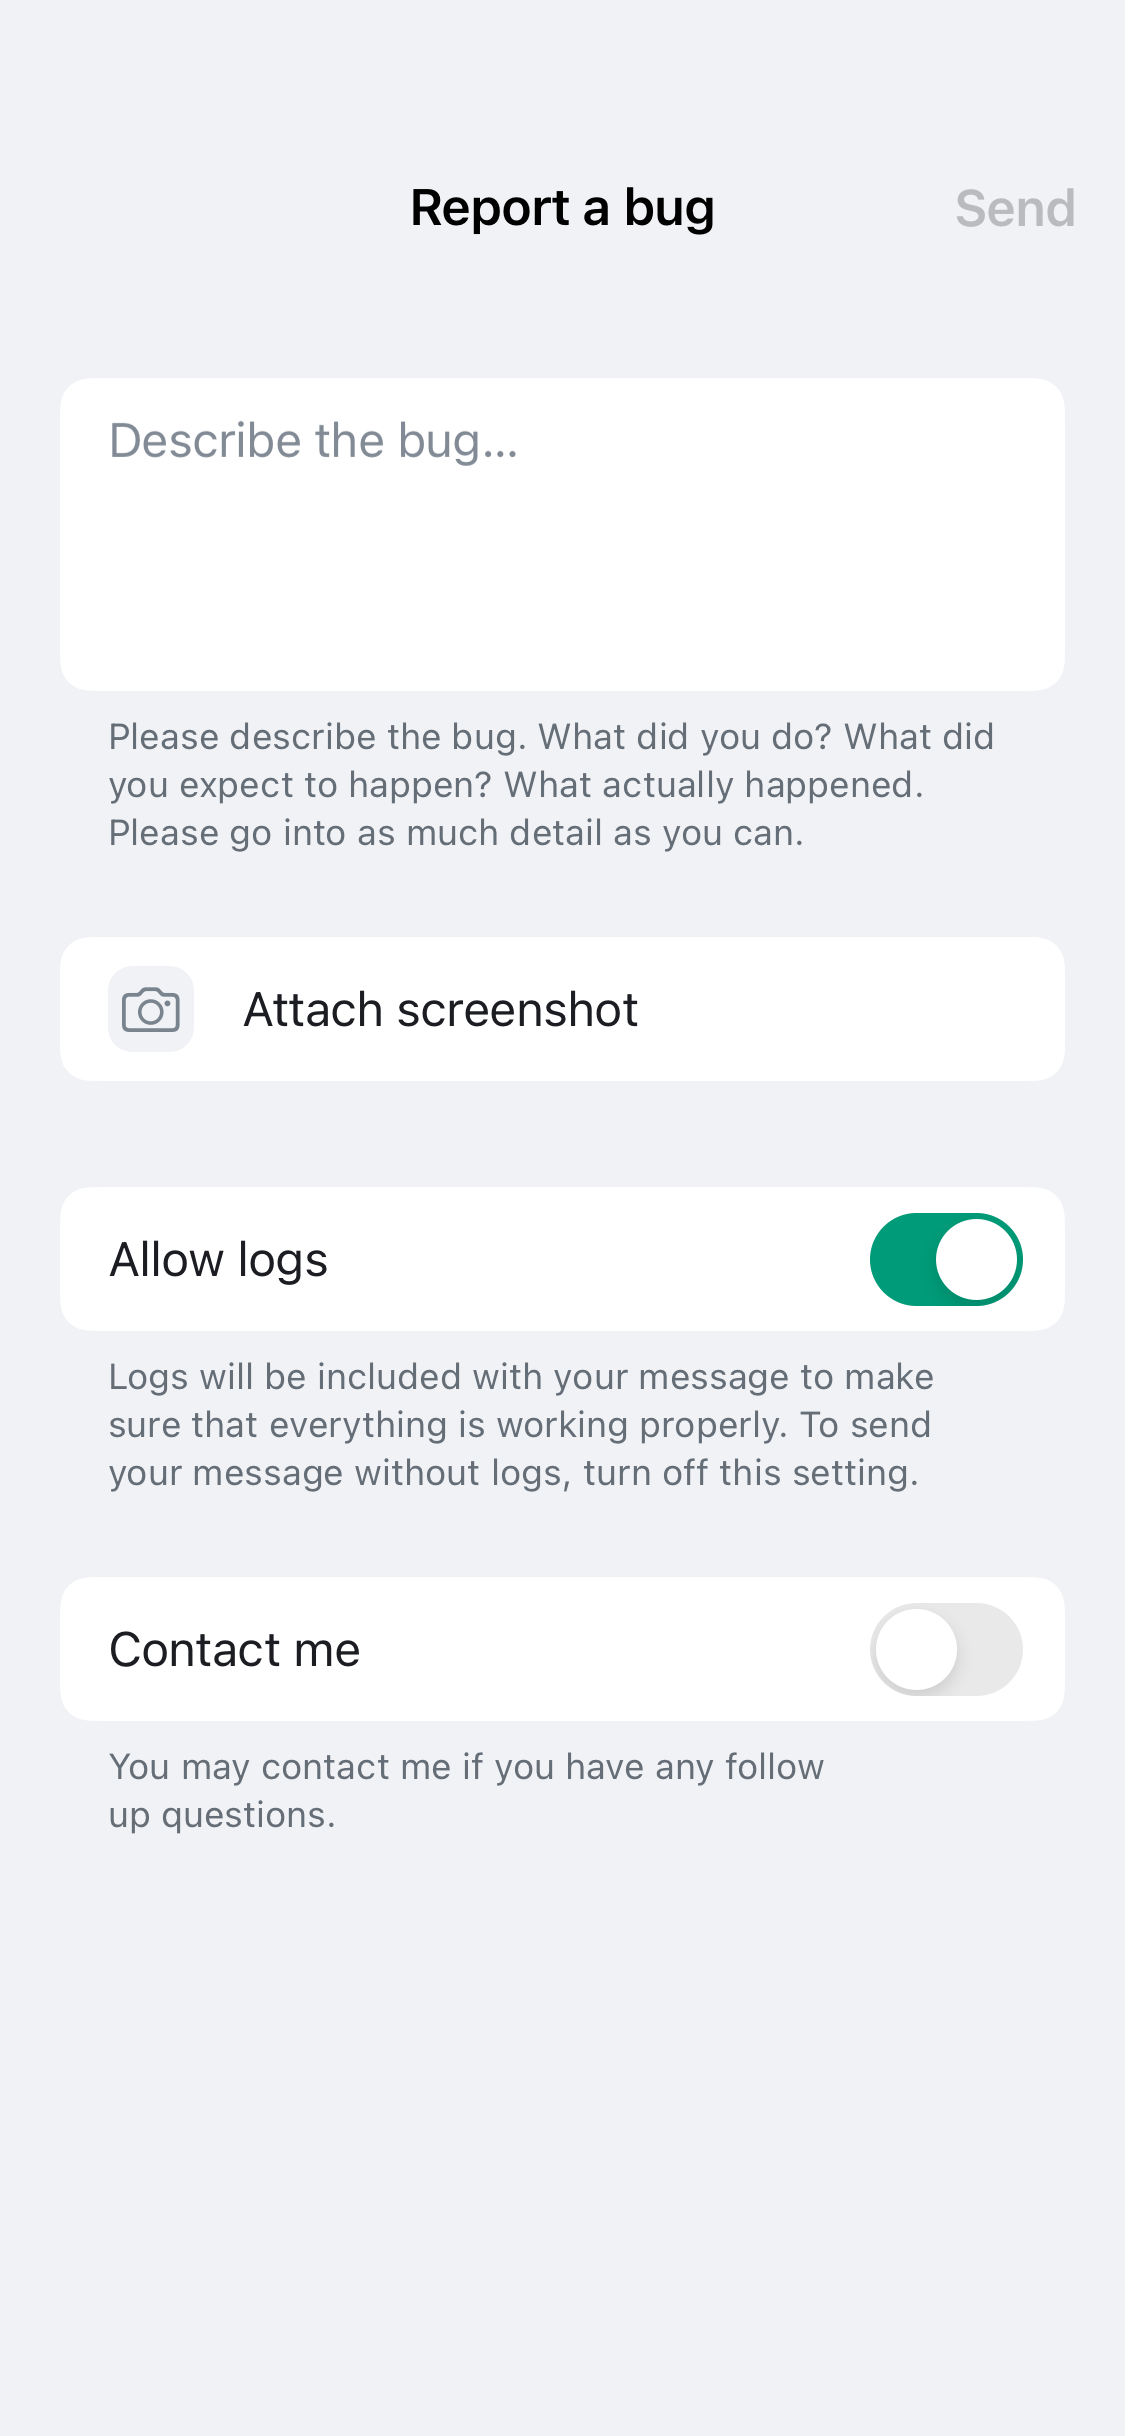 Report a bug
Send
Describe the bug…
Please describe the bug. What did you do? What did
you expect to happen? What actually happened.
Please go into as much detail as you can.
Attach screenshot
Allow logs
Logs will be included with your message to make
sure that everything is working properly. To send
your message without logs, turn off this setting.
Contact me
You may contact me if you have any follow
up questions.